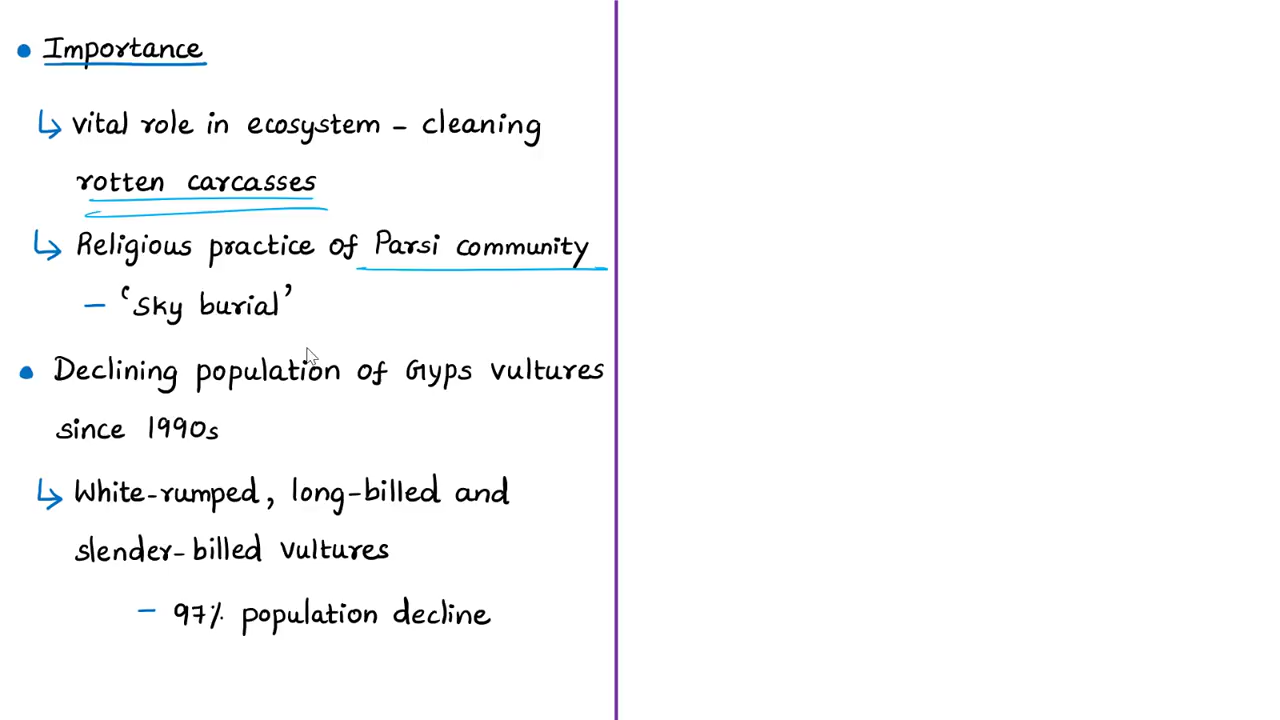 • Importance
↳ vital role in ecosystem - cleaning
rotten carcasses
↳ Religious practice of Parsi community
- 'Sky burial'
• Declining population of Gyps vultures
since 1990s
↳ White-rumped, long-billed and
slender-billed vultures
- 97% population decline